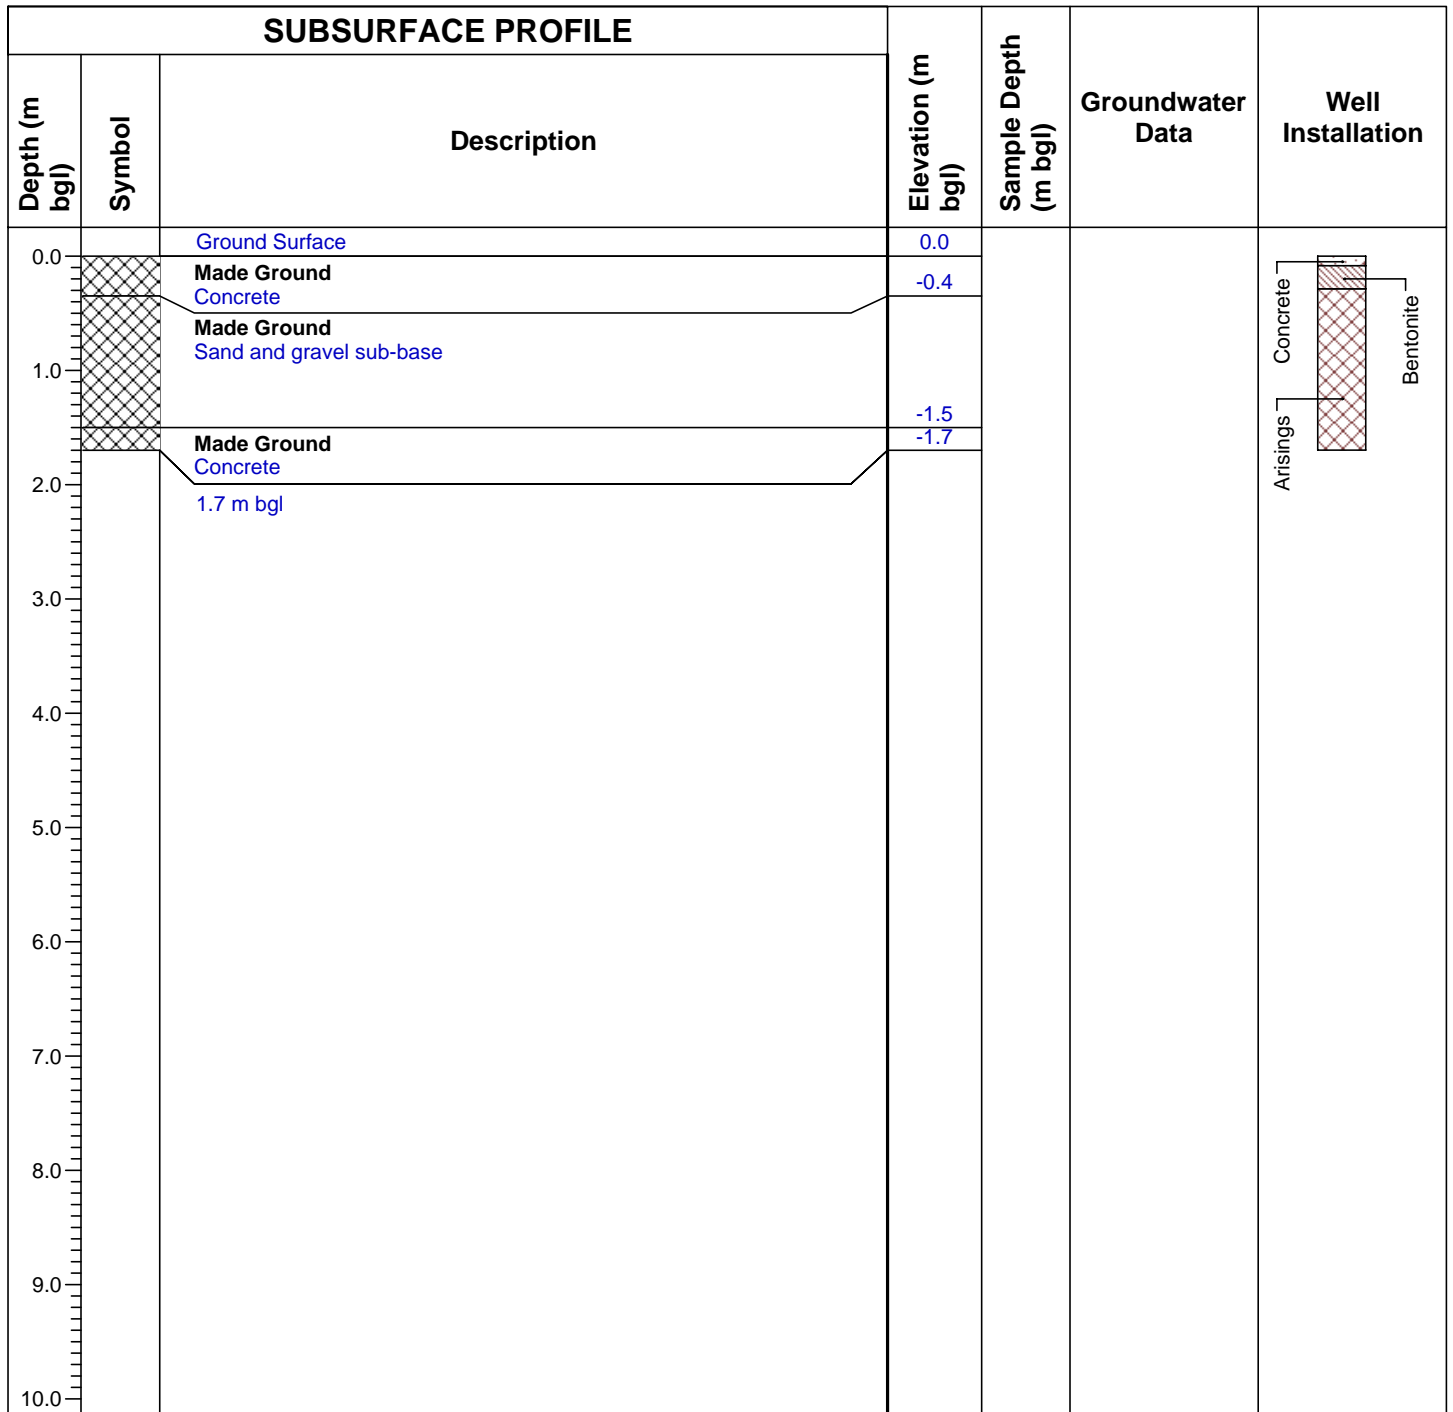 SUBSURFACE PROFILE
Depth (m
bgl)
Symbol
Description
Elevation (m
bgl)
Sample Depth
(m bgl)
Groundwater
Data
Well
Installation
Ground Surface
0.0
0.0
Made Ground
Concrete
-0.4
Made Ground
Sand and gravel sub-base
1.0
-1.5
-1.7
Made Ground
Concrete
2.0
1.7 m bgl
Concrete
Bentonite
Arisings
3.0
4.0
5.0
6.0
7.0
8.0
9.0
10.0